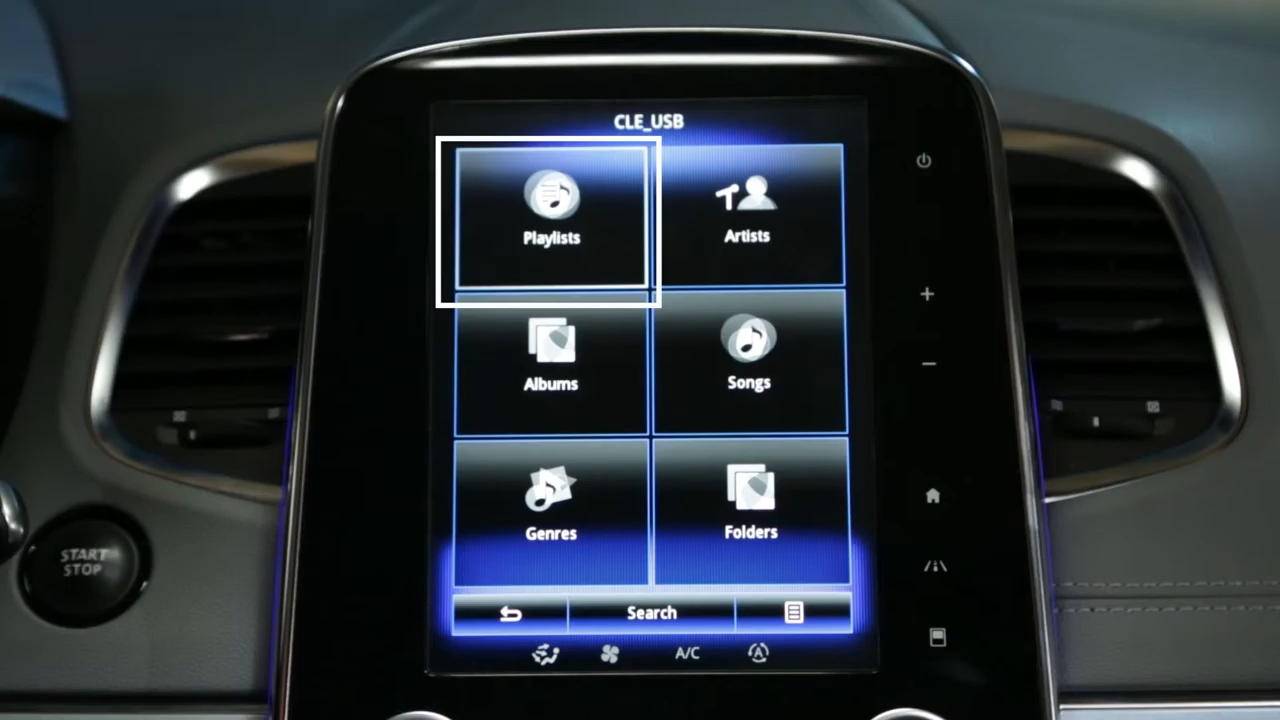 CLE_USB
Playlists
Artists
Albums
Songs
Genres
Folders
Search
A/C
START
STOP